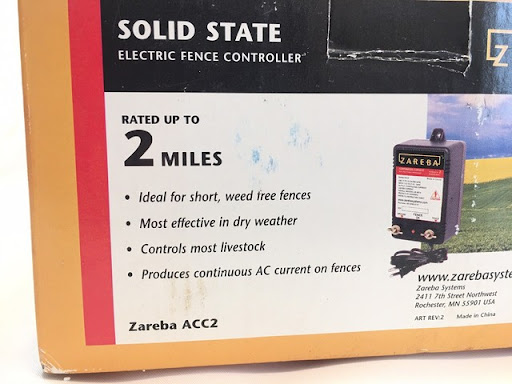 SOLID STATE
ELECTRIC FENCE CONTROLLER
RATED UP TO
2 MILES
• Ideal for short, weed free fences
• Most effective in dry weather
• Controls most livestock
• Produces continuous AC current on fences
Zareba ACC2
ZAREBA
www.zarebasyste
Zareba Systems
2411 7th Street Northwest
Rochester, MN 55901 USA
ART REV:2 Made in China